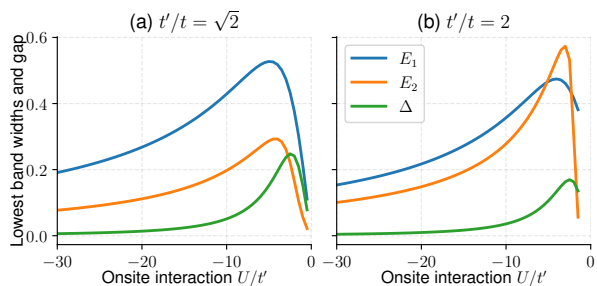 (a) t′/t = √2
(b) t′/t = 2
Lowest band widths and gap
0.6
0.4
0.2
0.0
E₁
E₂
Δ
−30
−20
−10
0
−30
−20
−10
0
Onsite interaction U/t′
Onsite interaction U/t′